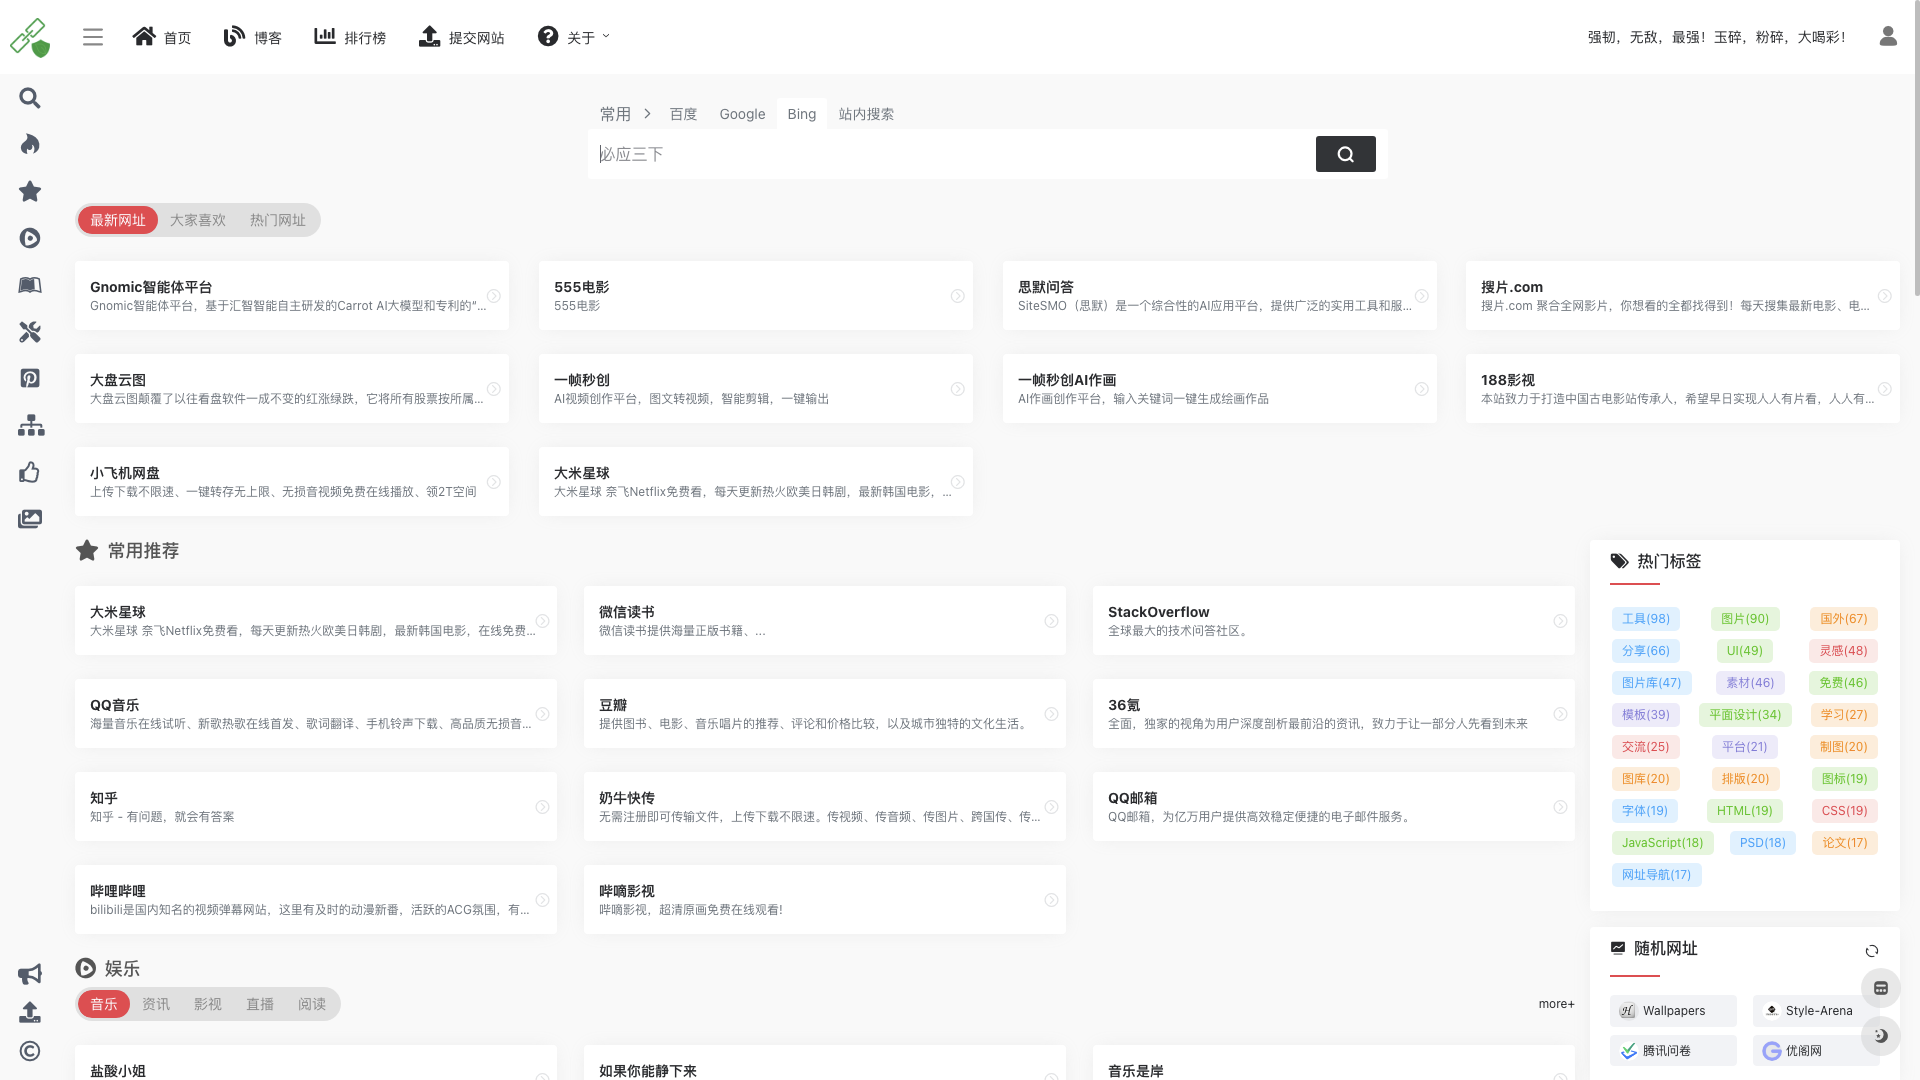 首页
博客
排行榜
提交网站
关于
强韧，无敌，最强！玉碎，粉碎，大喝彩！
常用
百度
Google
Bing
站内搜索
必应三下
最新网址
大家喜欢
热门网址
Gnomic智能体平台
Gnomic智能体平台，基于汇智智能自主研发的Carrot AI大模型和专利的“...
555电影
555电影
思默问答
SiteSMO（思默）是一个综合性的AI应用平台，提供广泛的实用工具和服...
搜片.com
搜片.com 聚合全网影片，你想看的全都找得到！每天搜集最新电影、电...
大盘云图
大盘云图颠覆了以往看盘软件一成不变的红涨绿跌，它将所有股票按所属...
一帧秒创
AI视频创作平台，图文转视频，智能剪辑，一键输出
一帧秒创AI作画
AI作画创作平台，输入关键词一键生成绘画作品
188影视
本站致力于打造中国古电影站传承人，希望早日实现人人有片看，人人有...
小飞机网盘
上传下载不限速、一键转存无上限、无损音视频免费在线播放、领2T空间
大米星球
大米星球 奈飞Netflix免费看，每天更新热火欧美日韩剧，最新韩国电影，...
常用推荐
大米星球
大米星球 奈飞Netflix免费看，每天更新热火欧美日韩剧，最新韩国电影，在线免费...
微信读书
微信读书提供海量正版书籍、...
StackOverflow
全球最大的技术问答社区。
QQ音乐
海量音乐在线试听、新歌热歌在线首发、歌词翻译、手机铃声下载、高品质无损音...
豆瓣
提供图书、电影、音乐唱片的推荐、评论和价格比较，以及城市独特的文化生活。
36氪
全面，独家的视角为用户深度剖析最前沿的资讯，致力于让一部分人先看到未来
知乎
知乎 - 有问题，就会有答案
奶牛快传
无需注册即可传输文件，上传下载不限速。传视频、传音频、传图片、跨国传、传...
QQ邮箱
QQ邮箱，为亿万用户提供高效稳定便捷的电子邮件服务。
哔哩哔哩
bilibili是国内知名的视频弹幕网站，这里有及时的动漫新番，活跃的ACG氛围，有...
哔嘀影视
哔嘀影视，超清原画免费在线观看!
娱乐
音乐
资讯
影视
直播
阅读
more+
盐酸小姐
如果你能静下来
音乐是岸
热门标签
工具(98)
图片(90)
国外(67)
分享(66)
UI(49)
灵感(48)
图片库(47)
素材(46)
免费(46)
模板(39)
平面设计(34)
学习(27)
交流(25)
平台(21)
制图(20)
图库(20)
排版(20)
图标(19)
字体(19)
HTML(19)
CSS(19)
JavaScript(18)
PSD(18)
论文(17)
网址导航(17)
随机网址
Wallpapers
Style-Arena
腾讯问卷
优阁网